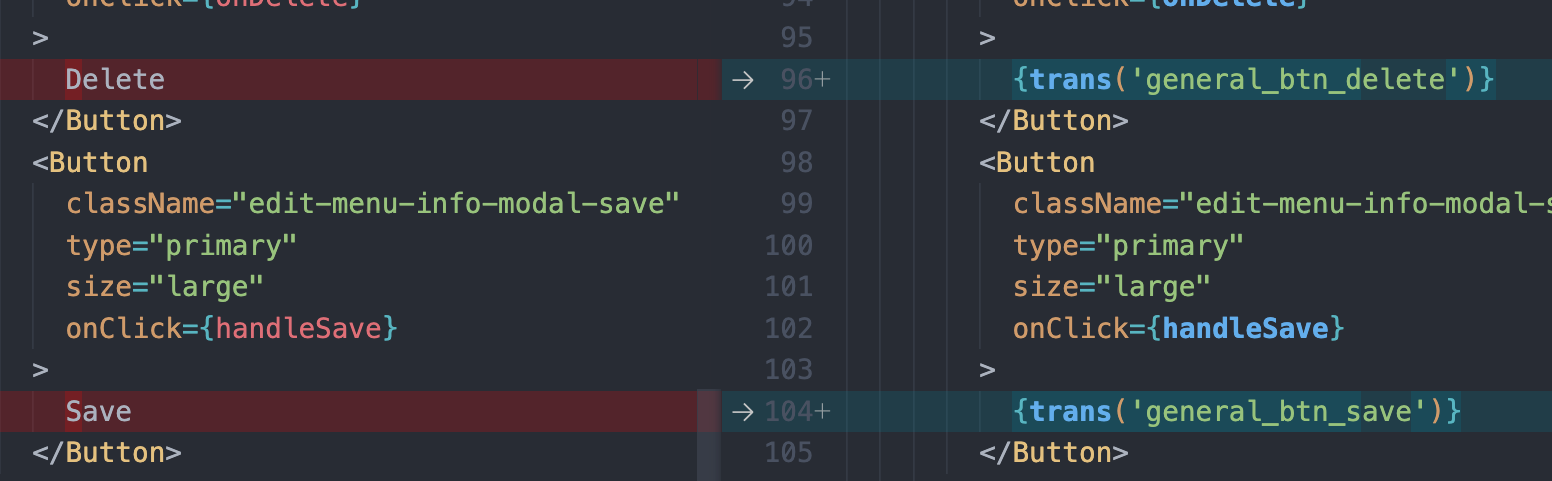 onClick={onDelete}
>
Delete
</Button>
<Button
className="edit-menu-info-modal-save"
type="primary"
size="large"
onClick={handleSave}
>
Save
</Button>
94 onClick={onDelete}
95 >
→ 96+ {trans('general_btn_delete')}
97 </Button>
98 <Button
99 className="edit-menu-info-modal-s
100 type="primary"
101 size="large"
102 onClick={handleSave}
103 >
→ 104+ {trans('general_btn_save')}
105 </Button>